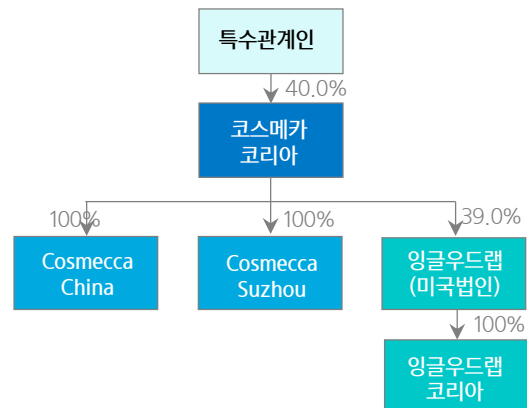 특수관계인
40.0%
코스메카
코리아
100%
100%
39.0%
Cosmecca
China
Cosmecca
Suzhou
잉글우드랩
(미국법인)
100%
잉글우드랩
코리아